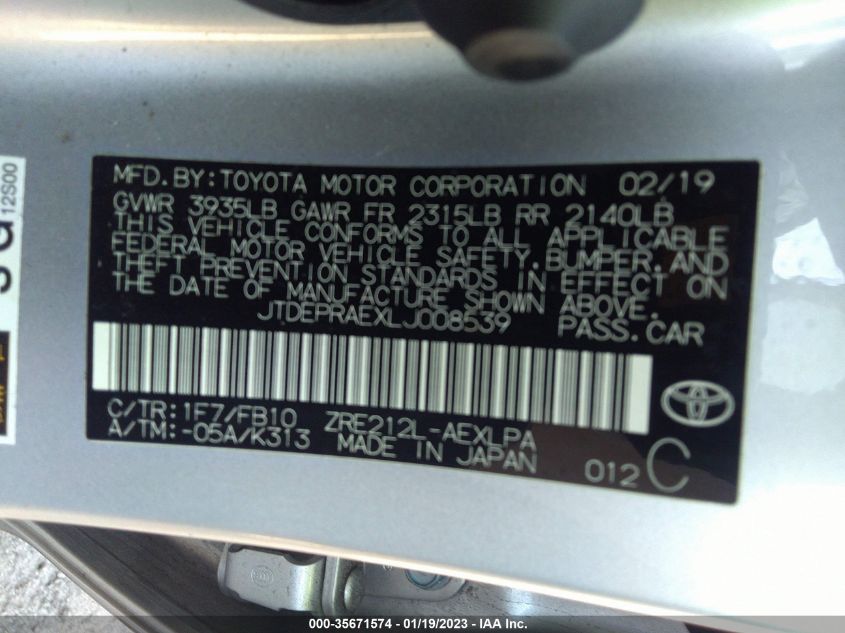 12S00
MFD.BY:TOYOTA MOTOR CORPORATION 02/19
GVWR 3935LB GAWR FR 2315LB RR 2140LB
THIS VEHICLE CONFORMS TO ALL APPLICABLE
FEDERAL MOTOR VEHICLE SAFETY,BUMPER,AND
THEFT PREVENTION STANDARDS IN EFFECT ON
THE DATE OF MANUFACTURE SHOWN ABOVE.
JTDEPRAEXLJ008539 PASS.CAR
C/TR:1F7/FB10 ZRE212L-AEXLPA
A/TM:-05A/K313 MADE IN JAPAN
012 C
000-35671574 - 01/19/2023 - IAA Inc.